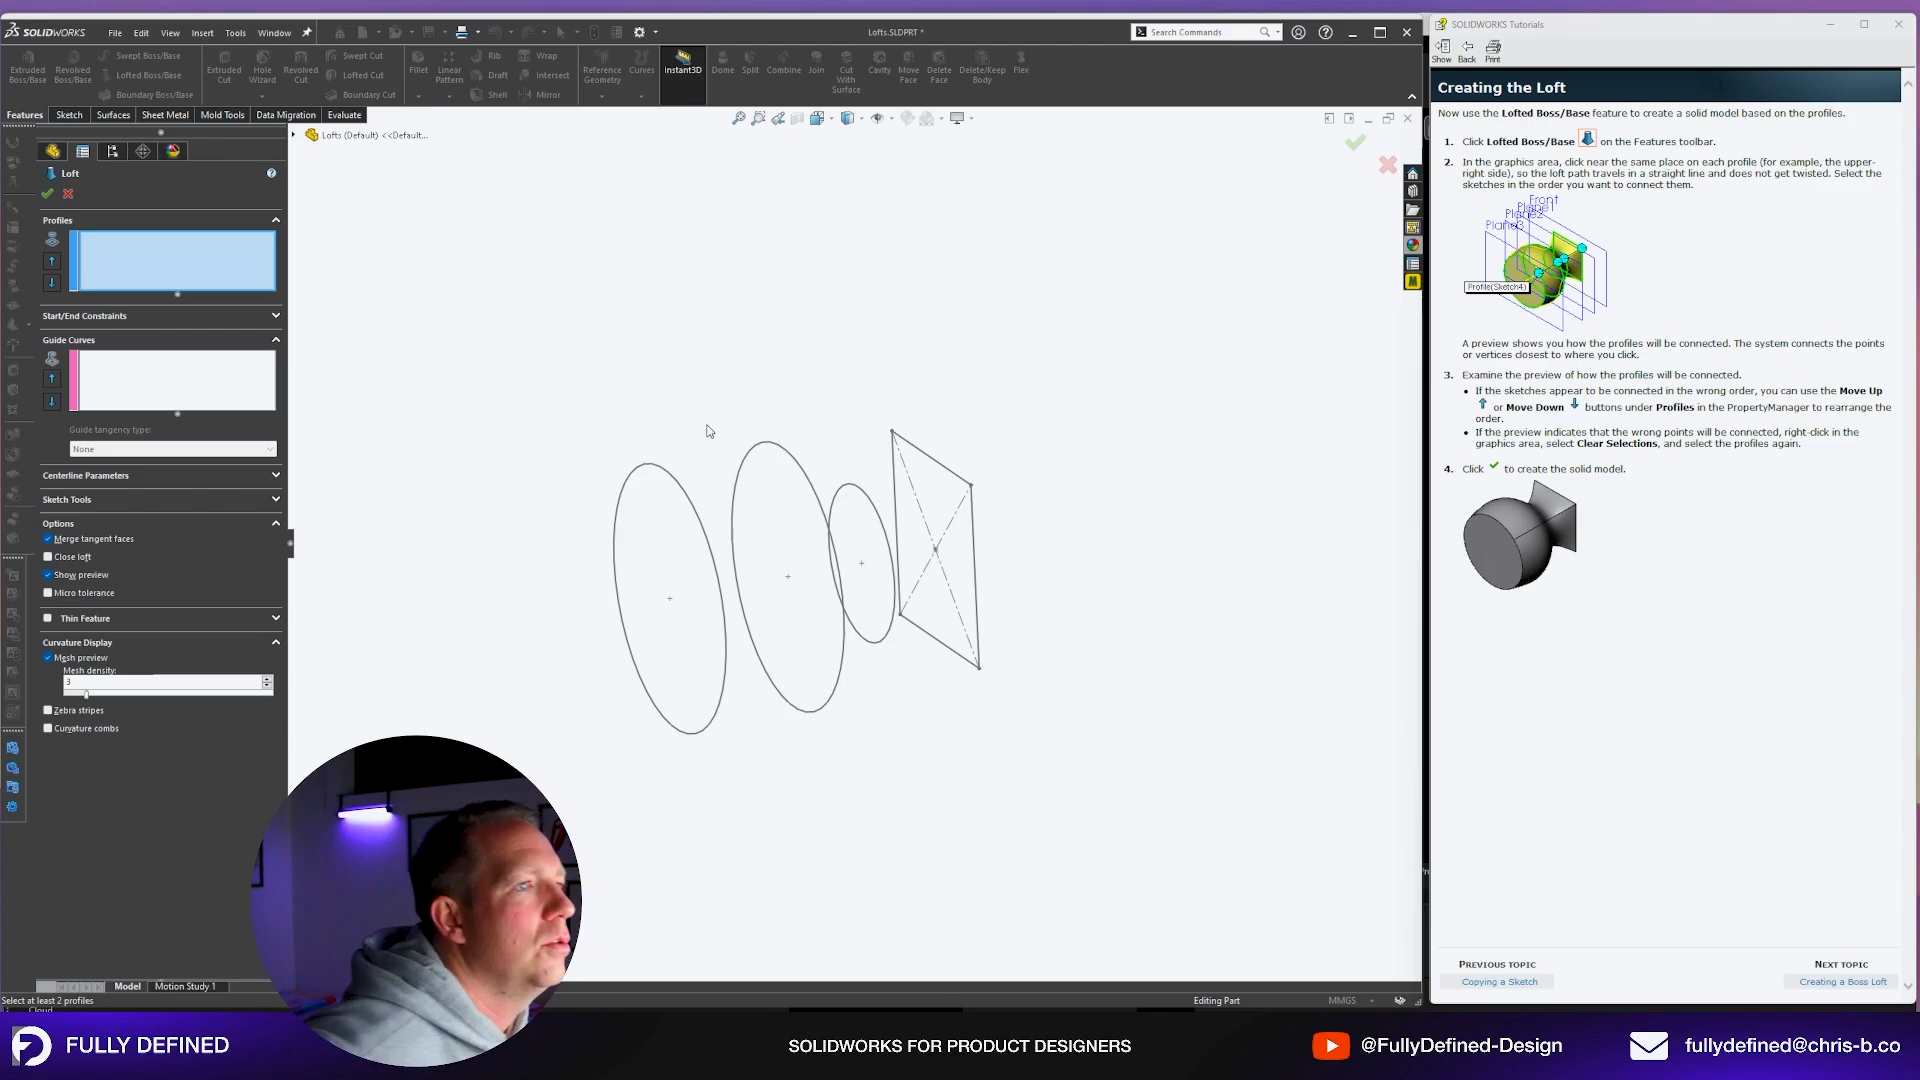 SOLIDWORKS
File
Edit
View
Insert
Tools
Window
Lofts.SLDPRT *
Search Commands
Extruded Boss/Base
Revolved Boss/Base
Swept Boss/Base
Lofted Boss/Base
Boundary Boss/Base
Extruded Cut
Hole Wizard
Revolved Cut
Swept Cut
Lofted Cut
Boundary Cut
Fillet
Linear Pattern
Rib
Draft
Shell
Wrap
Intersect
Mirror
Reference Geometry
Curves
Instant3D
Dome
Split
Combine
Join
Cut With Surface
Cavity
Move Face
Delete Face
Delete/Keep Body
Flex
Features
Sketch
Surfaces
Sheet Metal
Mold Tools
Data Migration
Evaluate
Lofts (Default) <<Default...
Loft
Profiles
Start/End Constraints
Guide Curves
Guide tangency type:
None
Centerline Parameters
Sketch Tools
Options
Merge tangent faces
Close loft
Show preview
Micro tolerance
Thin Feature
Curvature Display
Mesh preview
Mesh density:
3
Zebra stripes
Curvature combs
Model
Motion Study 1
Select at least 2 profiles
Editing Part
MMGS
Cloud
SOLIDWORKS Tutorials
Show
Back
Print
Creating the Loft
Now use the Lofted Boss/Base feature to create a solid model based on the profiles.
1. Click Lofted Boss/Base on the Features toolbar.
2. In the graphics area, click near the same place on each profile (for example, the upper-
right side), so the loft path travels in a straight line and does not get twisted. Select the
sketches in the order you want to connect them.
Front
Plane1
Plane2
Plane3
Profile(Sketch4)
A preview shows you how the profiles will be connected. The system connects the points
or vertices closest to where you click.
3. Examine the preview of how the profiles will be connected.
• If the sketches appear to be connected in the wrong order, you can use the Move Up
or Move Down buttons under Profiles in the PropertyManager to rearrange the
order.
• If the preview indicates that the wrong points will be connected, right-click in the
graphics area, select Clear Selections, and select the profiles again.
4. Click to create the solid model.
PREVIOUS TOPIC
Copying a Sketch
NEXT TOPIC
Creating a Boss Loft
FULLY DEFINED
SOLIDWORKS FOR PRODUCT DESIGNERS
@FullyDefined-Design
fullydefined@chris-b.co